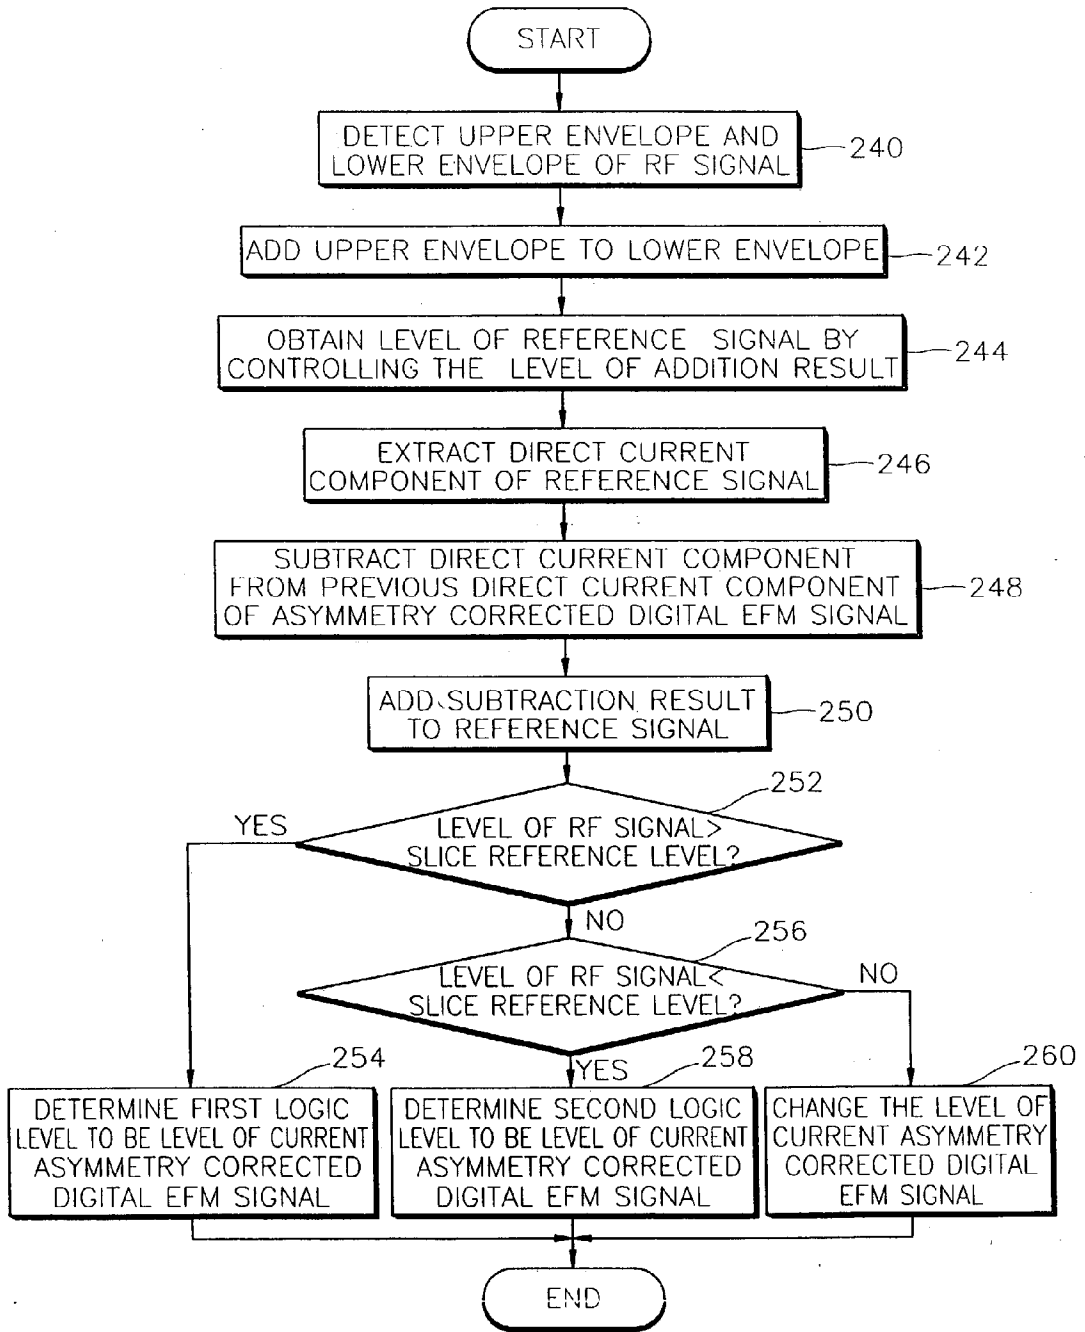 START
DETECT UPPER ENVELOPE AND
LOWER ENVELOPE OF RF SIGNAL
240
ADD UPPER ENVELOPE TO LOWER ENVELOPE
242
OBTAIN LEVEL OF REFERENCE SIGNAL BY
CONTROLLING THE LEVEL OF ADDITION RESULT
244
EXTRACT DIRECT CURRENT
COMPONENT OF REFERENCE SIGNAL
246
SUBTRACT DIRECT CURRENT COMPONENT
FROM PREVIOUS DIRECT CURRENT COMPONENT
OF ASYMMETRY CORRECTED DIGITAL EFM SIGNAL
248
ADD SUBTRACTION RESULT
TO REFERENCE SIGNAL
250
252
YES
LEVEL OF RF SIGNAL>
SLICE REFERENCE LEVEL?
NO
256
LEVEL OF RF SIGNAL<
SLICE REFERENCE LEVEL?
NO
YES
254
DETERMINE FIRST LOGIC
LEVEL TO BE LEVEL OF CURRENT
ASYMMETRY CORRECTED
DIGITAL EFM SIGNAL
258
DETERMINE SECOND LOGIC
LEVEL TO BE LEVEL OF CURRENT
ASYMMETRY CORRECTED
DIGITAL EFM SIGNAL
260
CHANGE THE LEVEL OF
CURRENT ASYMMETRY
CORRECTED DIGITAL
EFM SIGNAL
END